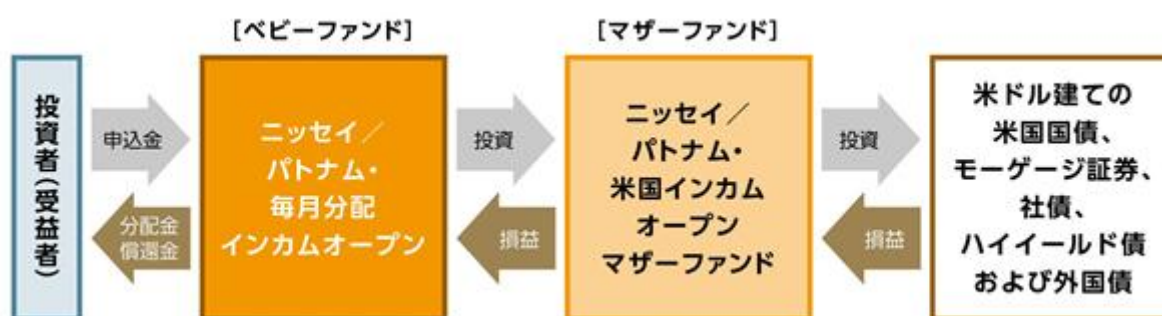 [ベビーファンド]
[マザーファンド]
投資者(受益者)
申込金
分配金
償還金
ニッセイ／
パトナム・
毎月分配
インカムオープン
投資
損益
ニッセイ／
パトナム・
米国インカム
オープン
マザーファンド
投資
損益
米ドル建ての
米国国債、
モーゲージ証券、
社債、
ハイイールド債
および外国債